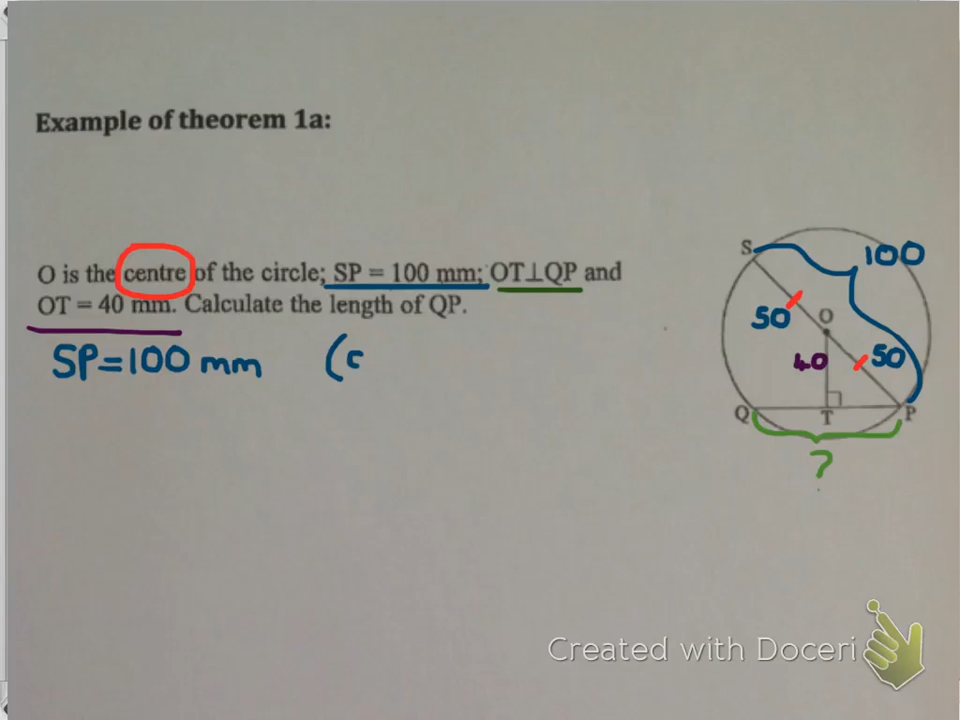 Example of theorem 1a:
O is the centre of the circle; SP = 100 mm; OT⊥QP and
OT = 40 mm. Calculate the length of QP.
SP=100 mm (c
S
100
50
O
40
50
Q
T
P
?
Created with Doceri